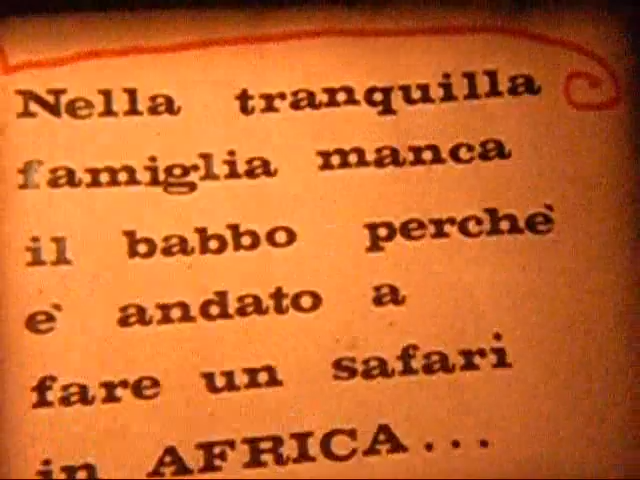 Nella tranquilla
famiglia manca
il babbo perchè
è andato a
fare un safari
in AFRICA...